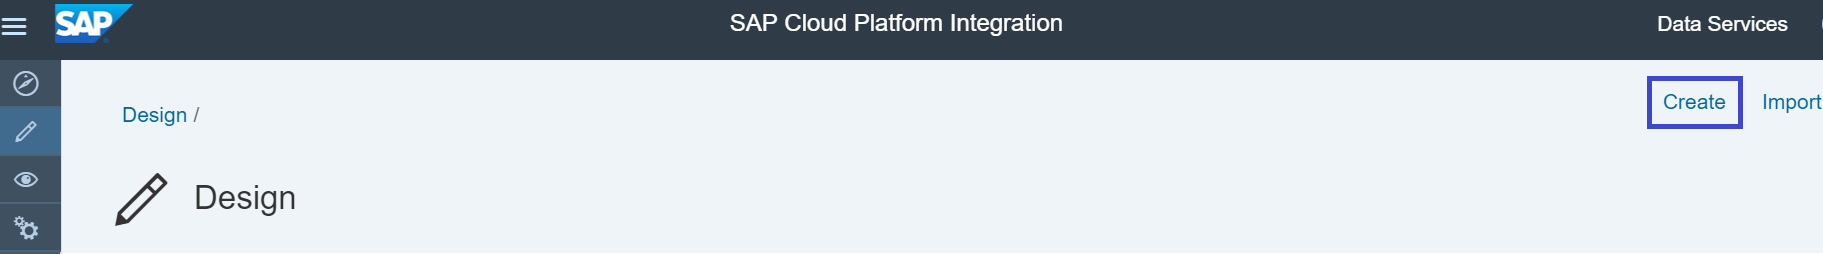 SAP
SAP Cloud Platform Integration
Data Services
Design /
Create
Import
Design